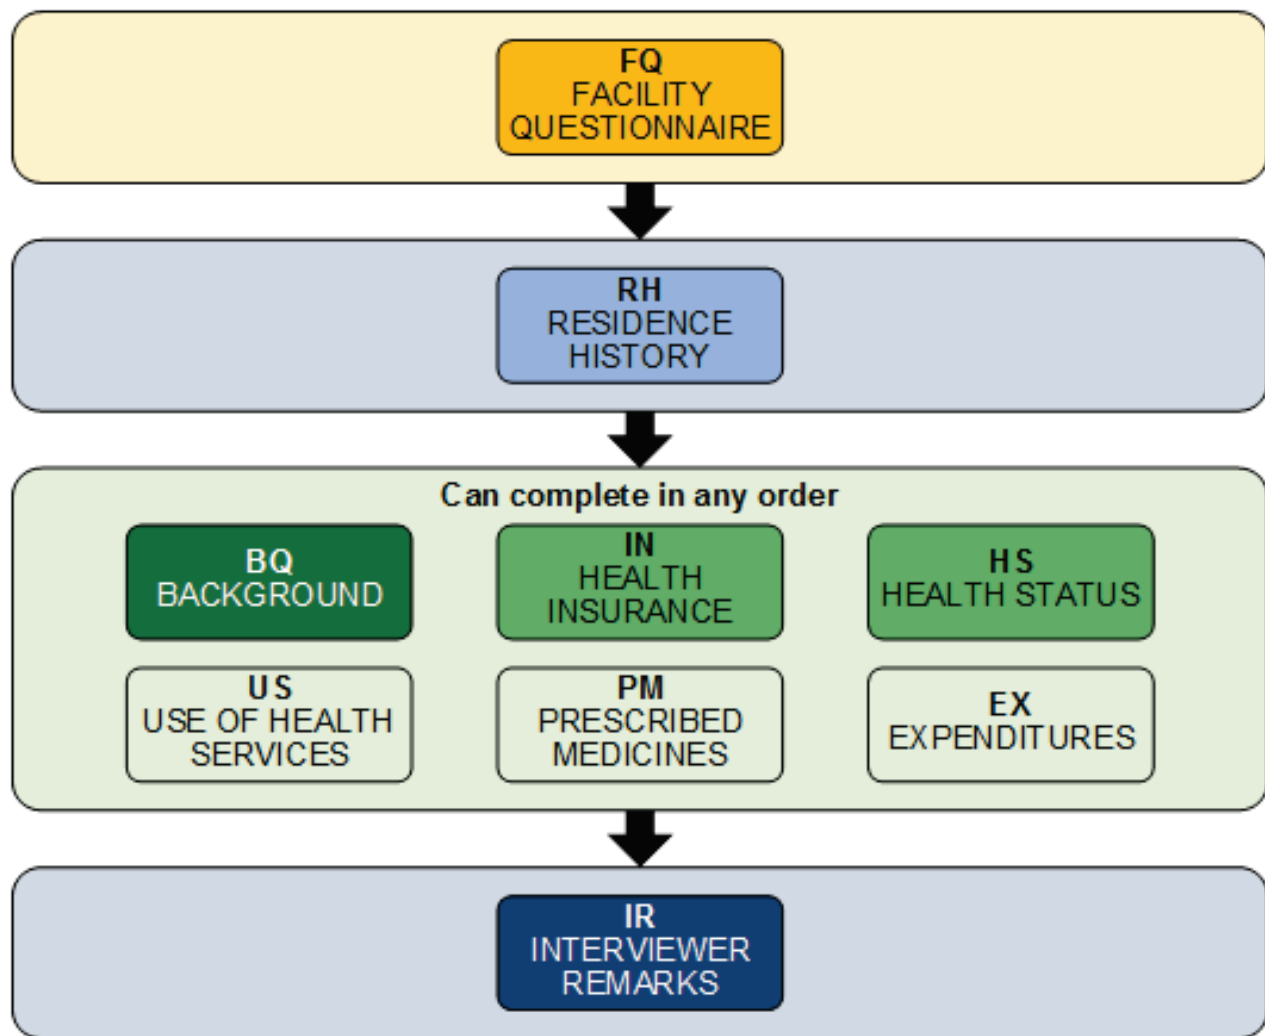 FQ
FACILITY
QUESTIONNAIRE
RH
RESIDENCE
HISTORY
Can complete in any order
BQ
BACKGROUND
IN
HEALTH
INSURANCE
HS
HEALTH STATUS
US
USE OF HEALTH
SERVICES
PM
PRESCRIBED
MEDICINES
EX
EXPENDITURES
IR
INTERVIEWER
REMARKS